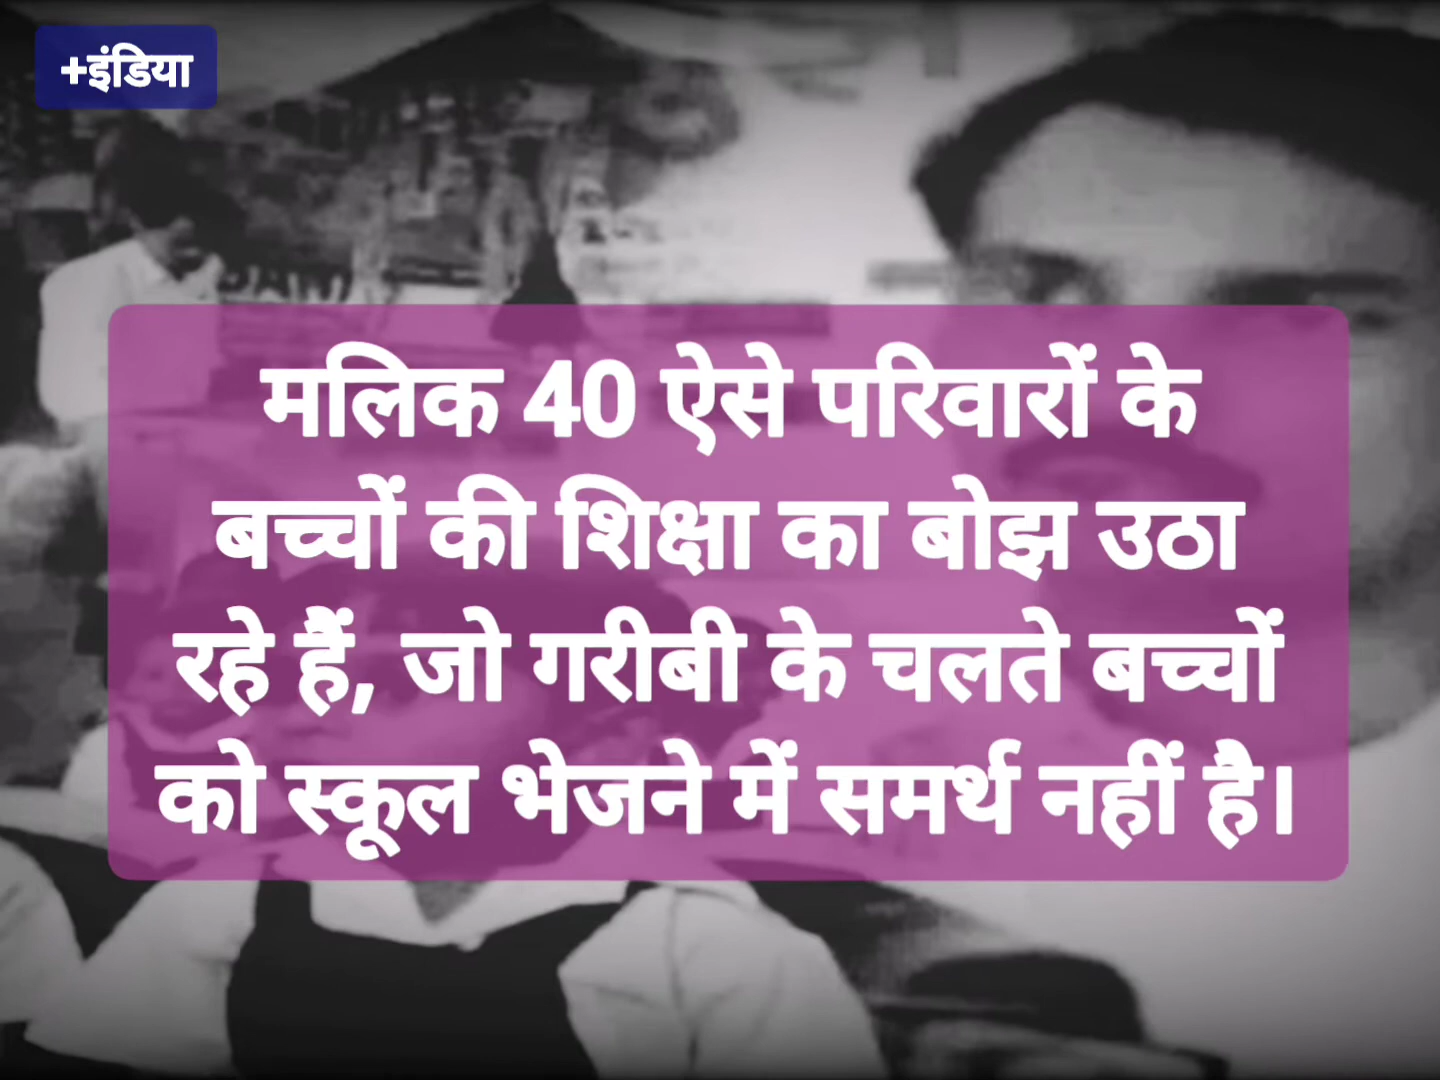 +इंडिया
मलिक 40 ऐसे परिवारों के
बच्चों की शिक्षा का बोझ उठा
रहे हैं, जो गरीबी के चलते बच्चों
को स्कूल भेजने में समर्थ नहीं है।